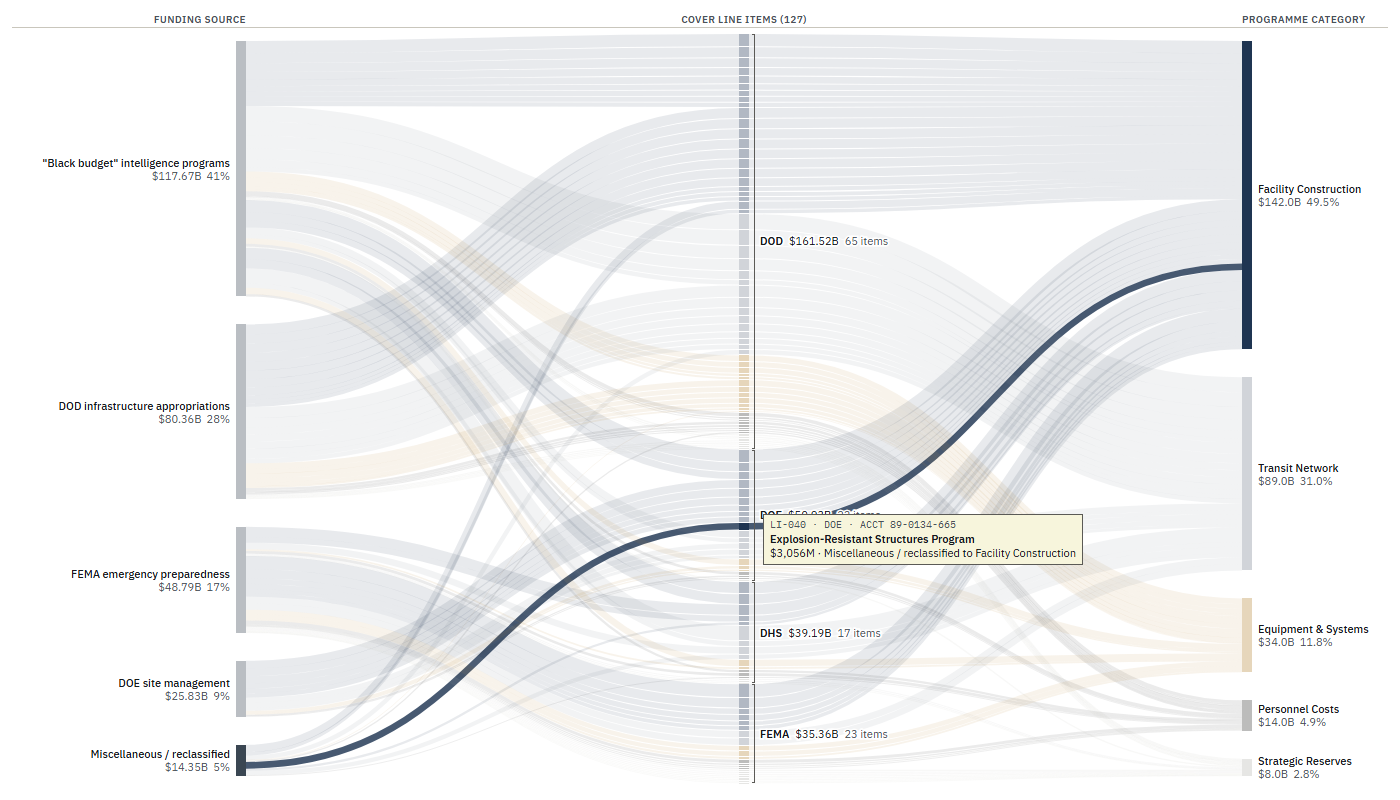 FUNDING SOURCE
COVER LINE ITEMS (127)
PROGRAMME CATEGORY
"Black budget" intelligence programs
$117.67B 41%
DOD infrastructure appropriations
$80.36B 28%
FEMA emergency preparedness
$48.79B 17%
DOE site management
$25.83B 9%
Miscellaneous / reclassified
$14.35B 5%
DOD $161.52B 65 items
DOE items
LI-040 · DOE · ACCT 89-0134-665
Explosion-Resistant Structures Program
$3,056M · Miscellaneous / reclassified to Facility Construction
DHS $39.19B 17 items
FEMA $35.36B 23 items
Facility Construction
$142.0B 49.5%
Transit Network
$89.0B 31.0%
Equipment & Systems
$34.0B 11.8%
Personnel Costs
$14.0B 4.9%
Strategic Reserves
$8.0B 2.8%